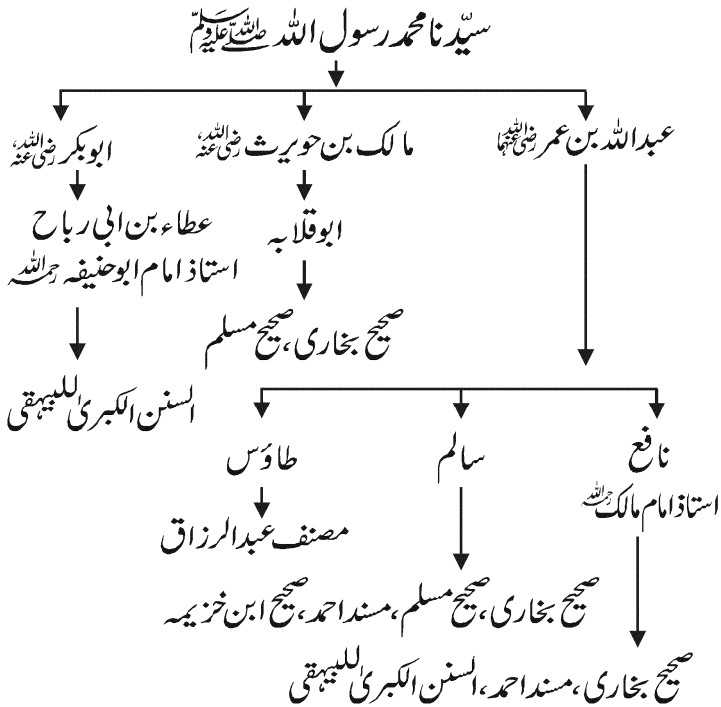 سیّدنا محمد رسول اللہ ﷺ
عبداللہ بن عمر رضی اللہ عنہما
مالک بن حویرث رضی اللہ عنہ
ابوبکر رضی اللہ عنہ
ابوقلابہ
عطاء بن ابی رباح
استاذ امام ابوحنیفہ رحمہ اللہ
صحیح بخاری، صحیح مسلم
السنن الکبریٰ للبیہقی
نافع
سالم
طاؤس
استاذ امام مالک رحمہ اللہ
مصنف عبدالرزاق
صحیح بخاری، صحیح مسلم، مسند احمد، صحیح ابن خزیمہ
صحیح بخاری، مسند احمد، السنن الکبریٰ للبیہقی